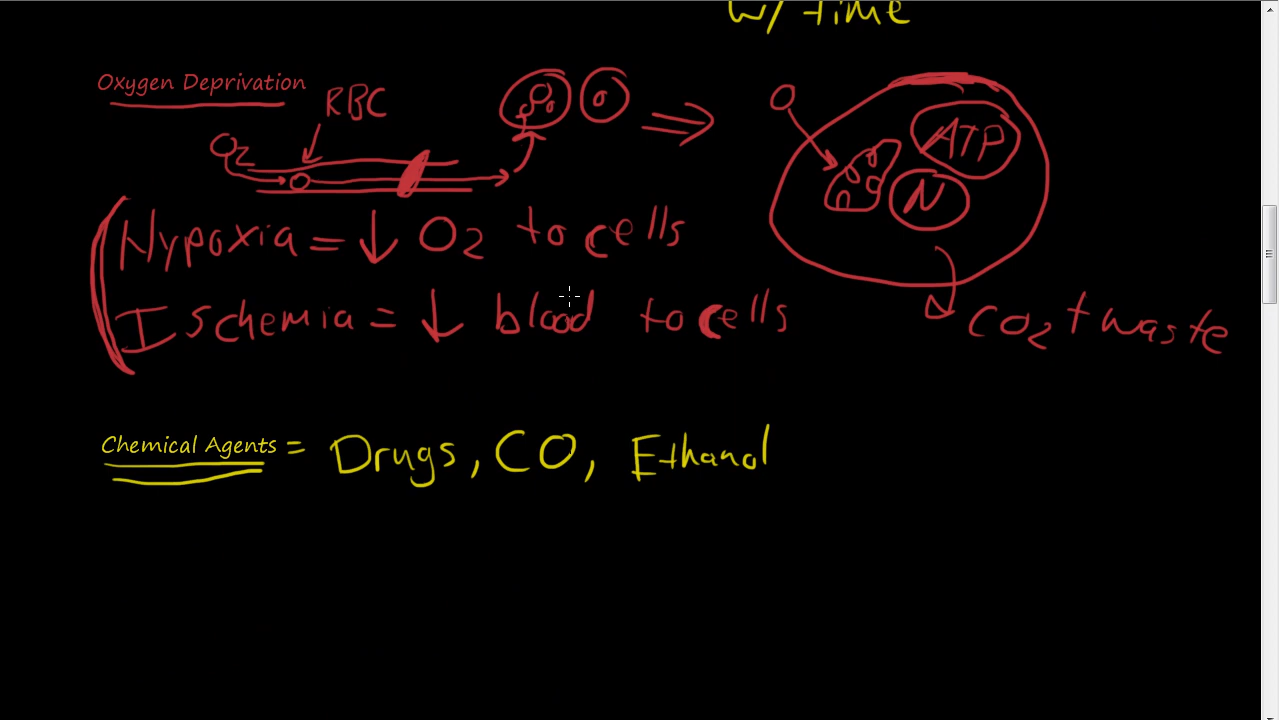 w/ time
Oxygen Deprivation
RBC
O2
ATP
N
Hypoxia = ↓ O2 to cells
Ischemia = ↓ blood to cells
CO2 + waste
Chemical Agents = Drugs, CO, Ethanol